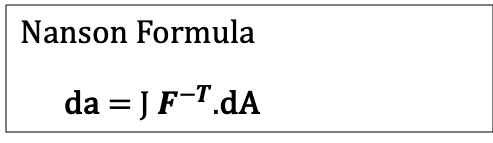 Nanson Formula
da = J F⁻ᵀ.dA